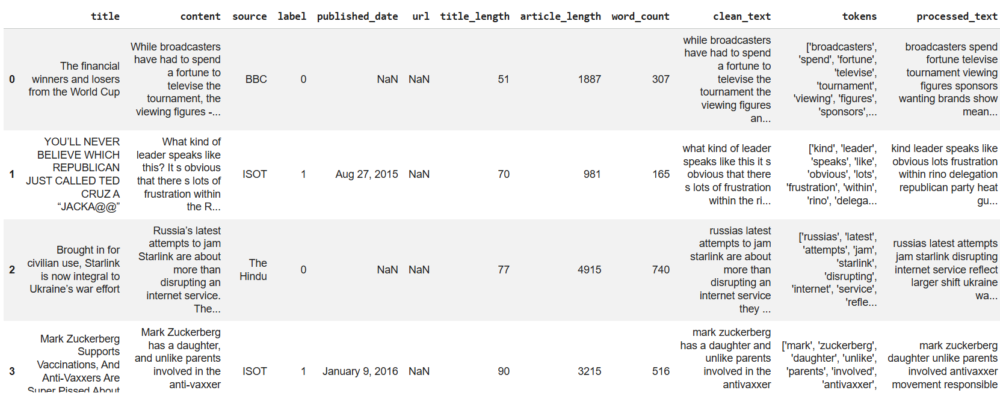 title content source label published_date url title_length article_length word_count clean_text tokens processed_text
0
The financial
winners and losers
from the World Cup
While broadcasters
have had to spend
a fortune to
televise the
tournament, the
viewing figures -...
BBC
0
NaN
NaN
51
1887
307
while broadcasters
have had to spend
a fortune to
televise the
tournament the
viewing figures
an...
['broadcasters',
'spend', 'fortune',
'televise',
'tournament',
'viewing', 'figures',
'sponsors',...
broadcasters spend
fortune televise
tournament viewing
figures sponsors
wanting brands show
mean...
1
YOU’LL NEVER
BELIEVE WHICH
REPUBLICAN
JUST CALLED TED
CRUZ A
“JACKA@@”
What kind of
leader speaks like
this? It s obvious
that there s lots of
frustration within
the R...
ISOT
1
Aug 27, 2015
NaN
70
981
165
what kind of leader
speaks like this it s
obvious that there
s lots of frustration
within the ri...
['kind', 'leader',
'speaks', 'like',
'obvious', 'lots',
'frustration', 'within',
'rino', 'delega...
kind leader speaks like
obvious lots frustration
within rino delegation
republican party heat
gu...
2
Brought in for
civilian use, Starlink
is now integral to
Ukraine’s war effort
Russia’s latest
attempts to jam
Starlink are about
more than
disrupting an
internet service.
The...
The
Hindu
0
NaN
NaN
77
4915
740
russias latest
attempts to jam
starlink are about
more than
disrupting an
internet service
they ...
['russias', 'latest',
'attempts', 'jam',
'starlink',
'disrupting',
'internet', 'service',
'refle...
russias latest attempts
jam starlink disrupting
internet service reflect
larger shift ukraine
wa...
3
Mark Zuckerberg
Supports
Vaccinations, And
Anti-Vaxxers Are
Super Pissed About
Mark Zuckerberg
has a daughter,
and unlike parents
involved in the
anti-vaxxer
ISOT
1
January 9, 2016
NaN
90
3215
516
mark zuckerberg
has a daughter and
unlike parents
involved in the
antivaxxer
['mark', 'zuckerberg',
'daughter', 'unlike',
'parents', 'involved',
'antivaxxer',
mark zuckerberg
daughter unlike parents
involved antivaxxer
movement responsible